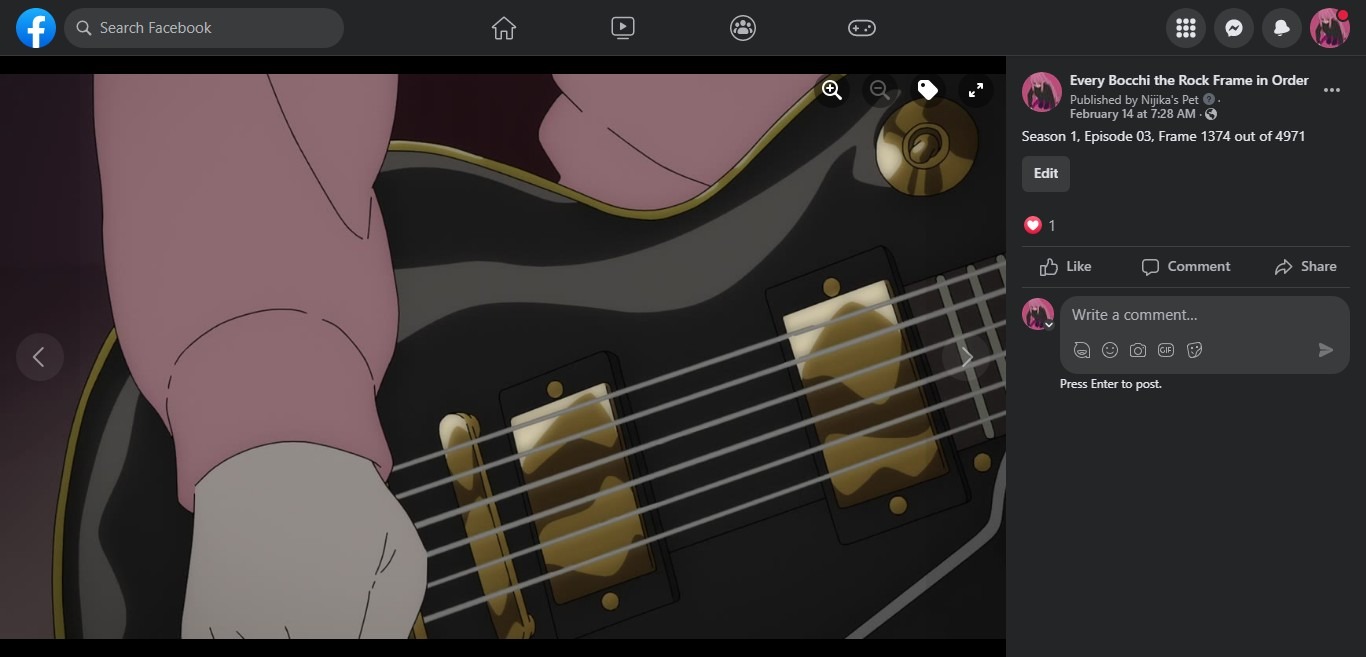 Search Facebook
Every Bocchi the Rock Frame in Order
Published by Nijika's Pet ? ·
February 14 at 7:28 AM ·
Season 1, Episode 03, Frame 1374 out of 4971
Edit
1
Like
Comment
Share
Write a comment...
GIF
Press Enter to post.